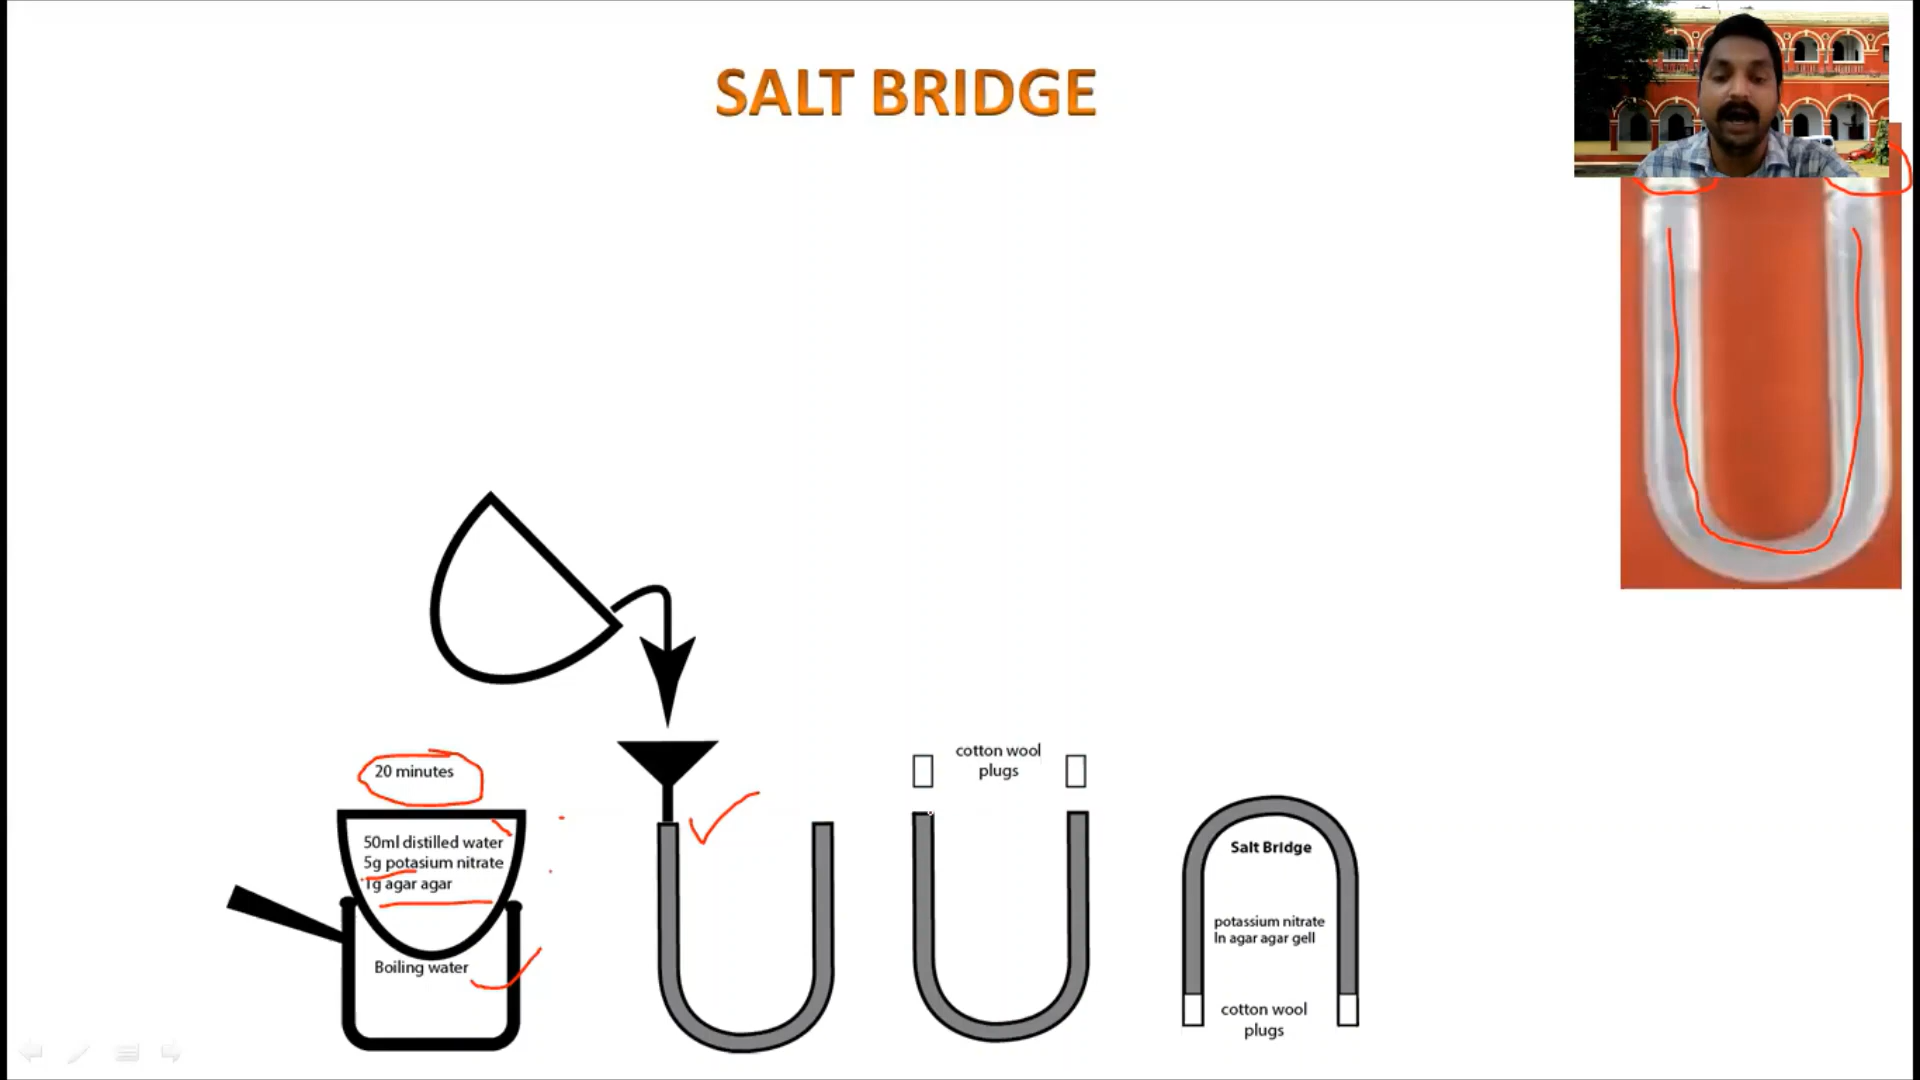 SALT BRIDGE
20 minutes
50ml distilled water
5g potasium nitrate
1g agar agar
Boiling water
cotton wool
plugs
Salt Bridge
potassium nitrate
In agar agar gell
cotton wool
plugs